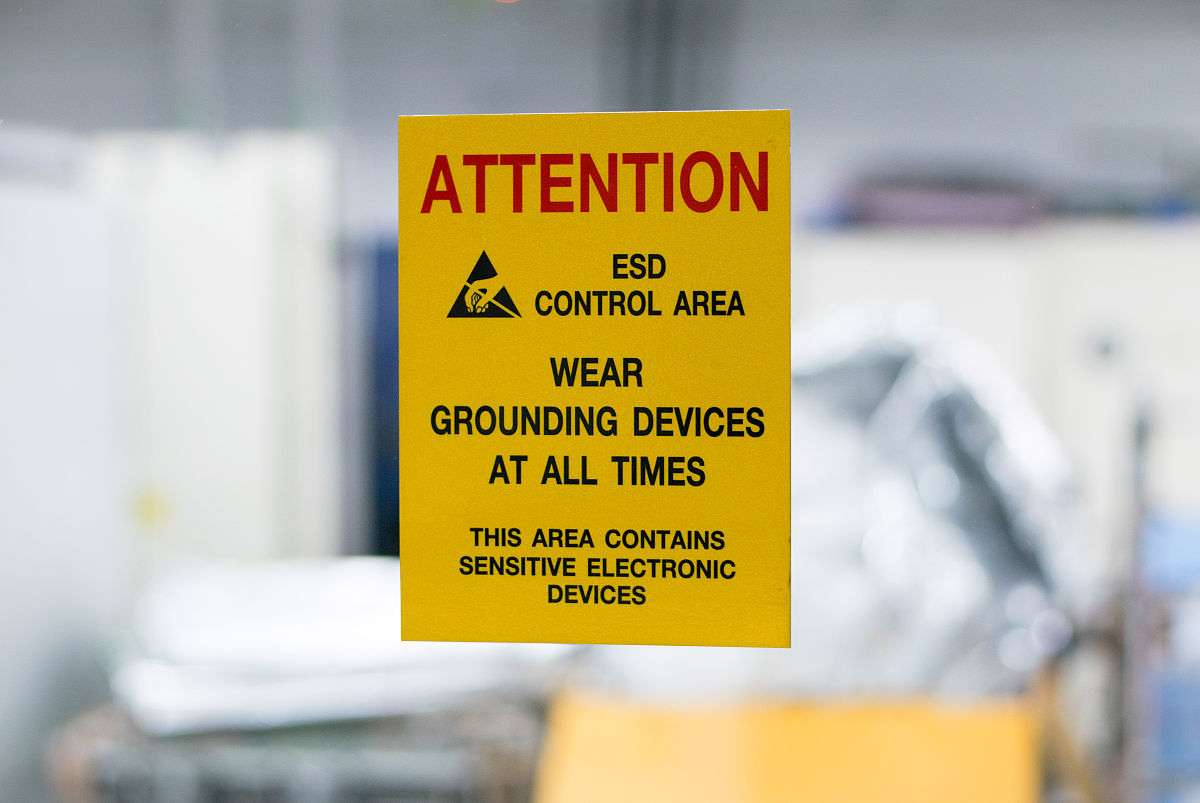 ATTENTION
ESD
CONTROL AREA
WEAR
GROUNDING DEVICES
AT ALL TIMES
THIS AREA CONTAINS
SENSITIVE ELECTRONIC
DEVICES